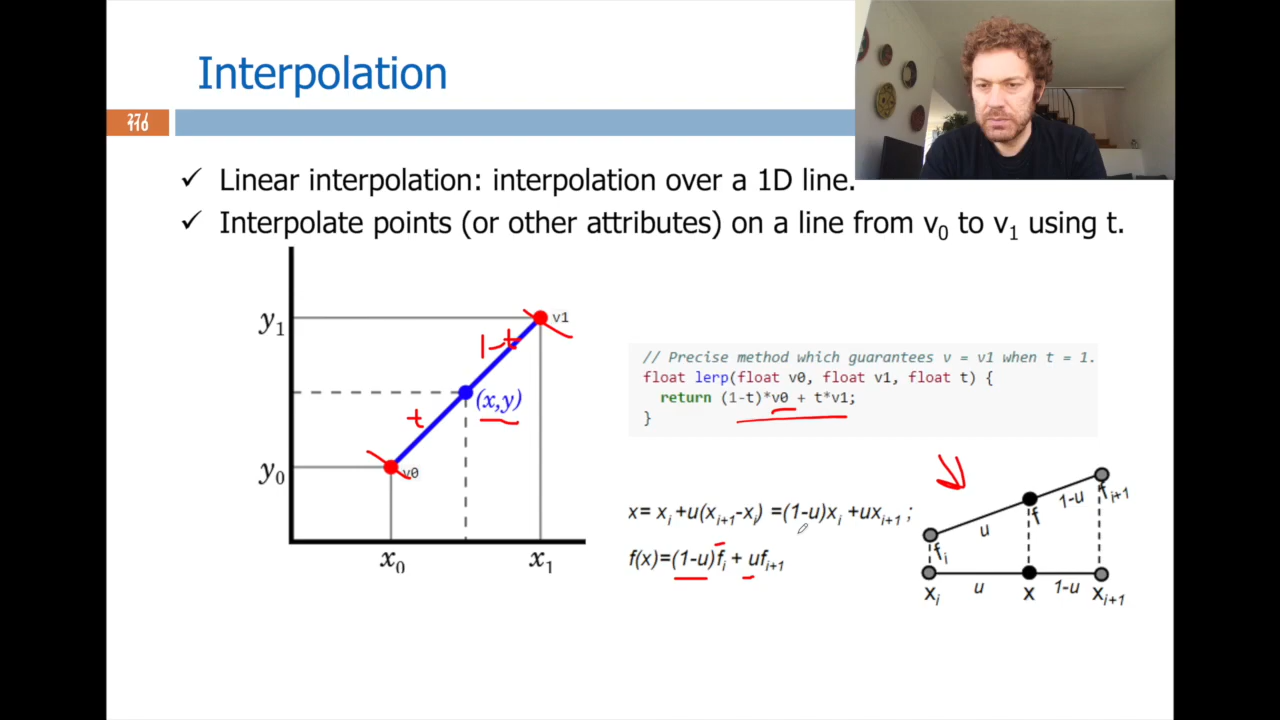 Interpolation
27 / 110
✓ Linear interpolation: interpolation over a 1D line.
✓ Interpolate points (or other attributes) on a line from v0 to v1 using t.
y1
v1
1-t
(x,y)
t
y0
v0
x0
x1
// Precise method which guarantees v = v1 when t = 1.
float lerp(float v0, float v1, float t) {
return (1-t)*v0 + t*v1;
}
x= xi +u(xi+1-xi) =(1-u)xi +uxi+1 ;
f(x)=(1-u)fi + ufi+1
fi
u
f
1-u
fi+1
xi
u
x
1-u
xi+1